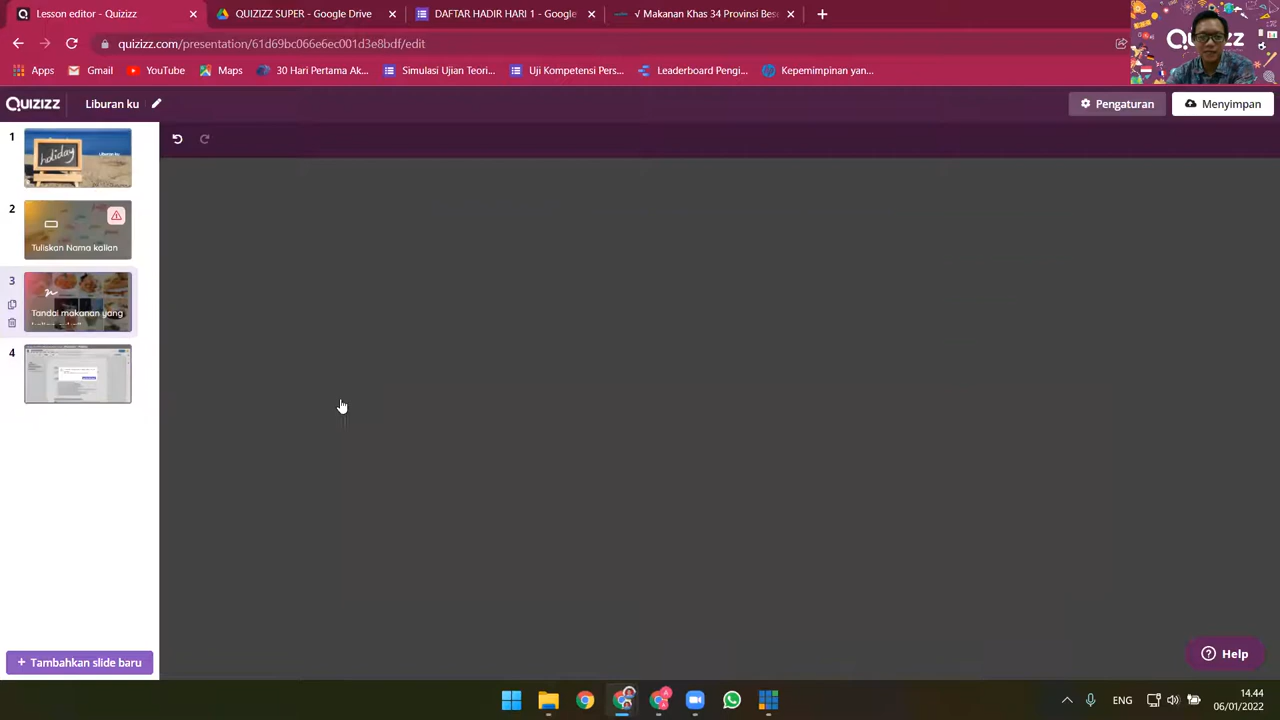 Lesson editor - Quizizz
QUIZIZZ SUPER - Google Drive
DAFTAR HADIR HARI 1 - Google
√ Makanan Khas 34 Provinsi Bes
quizizz.com/presentation/61d69bc066e6ec001d3e8bdf/edit
Apps
Gmail
YouTube
Maps
30 Hari Pertama Ak...
Simulasi Ujian Teori...
Uji Kompetensi Pers...
Leaderboard Pengi...
Kepemimpinan yan...
QUIZIZZ
Liburan ku
Pengaturan
Menyimpan
1
holiday
Liburan ku
2
Tuliskan Nama kalian
3
Tandai makanan yang
4
+ Tambahkan slide baru
Help
ENG
14.44
06/01/2022